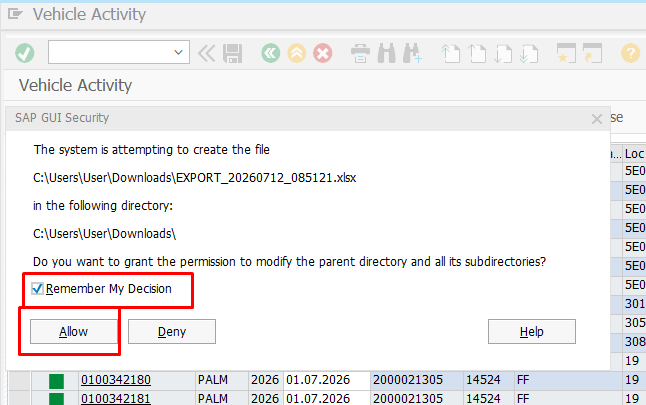 Vehicle Activity
Vehicle Activity
SAP GUI Security
se
The system is attempting to create the file
C:\Users\User\Downloads\EXPORT_20260712_085121.xlsx
in the following directory:
C:\Users\User\Downloads\
Do you want to grant the permission to modify the parent directory and all its subdirectories?
Remember My Decision
Allow Deny Help
a... Loc
5E0
5E0
5E0
5E0
5E0
5E0
5E0
301
305
308
19
0100342180 PALM 2026 01.07.2026 2000021305 14524 FF 19
0100342181 PALM 2026 01.07.2026 2000021305 14524 FF 19